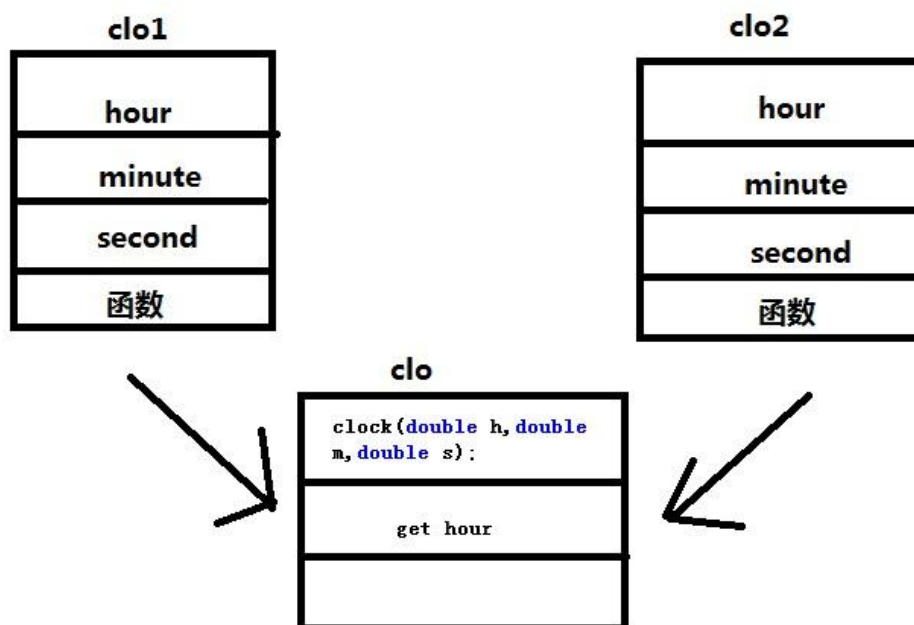 clo1
hour
minute
second
函数
clo2
hour
minute
second
函数
clo
clock(double h,double
m,double s);
get hour